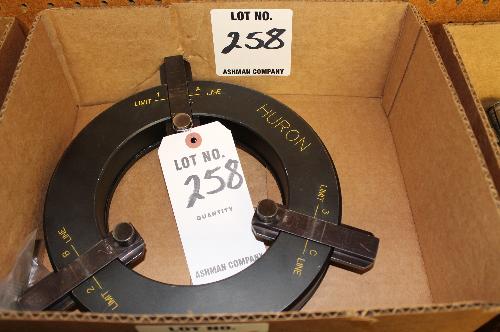 LOT NO.
258
ASHMAN COMPANY
1 A
LIMIT LINE
HURON
LOT NO.
258
QUANTITY
ASHMAN COMPANY
LIMIT 3
C LINE
B LINE
LIMIT 2